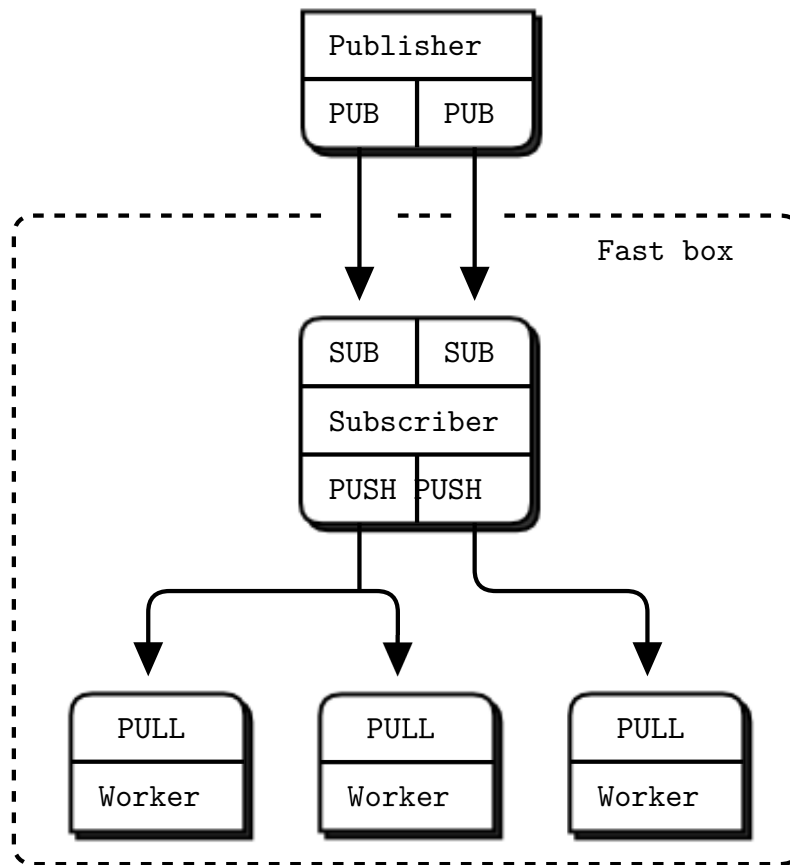 Publisher
PUB PUB
Fast box
SUB SUB
Subscriber
PUSH PUSH
PULL PULL PULL
Worker Worker Worker